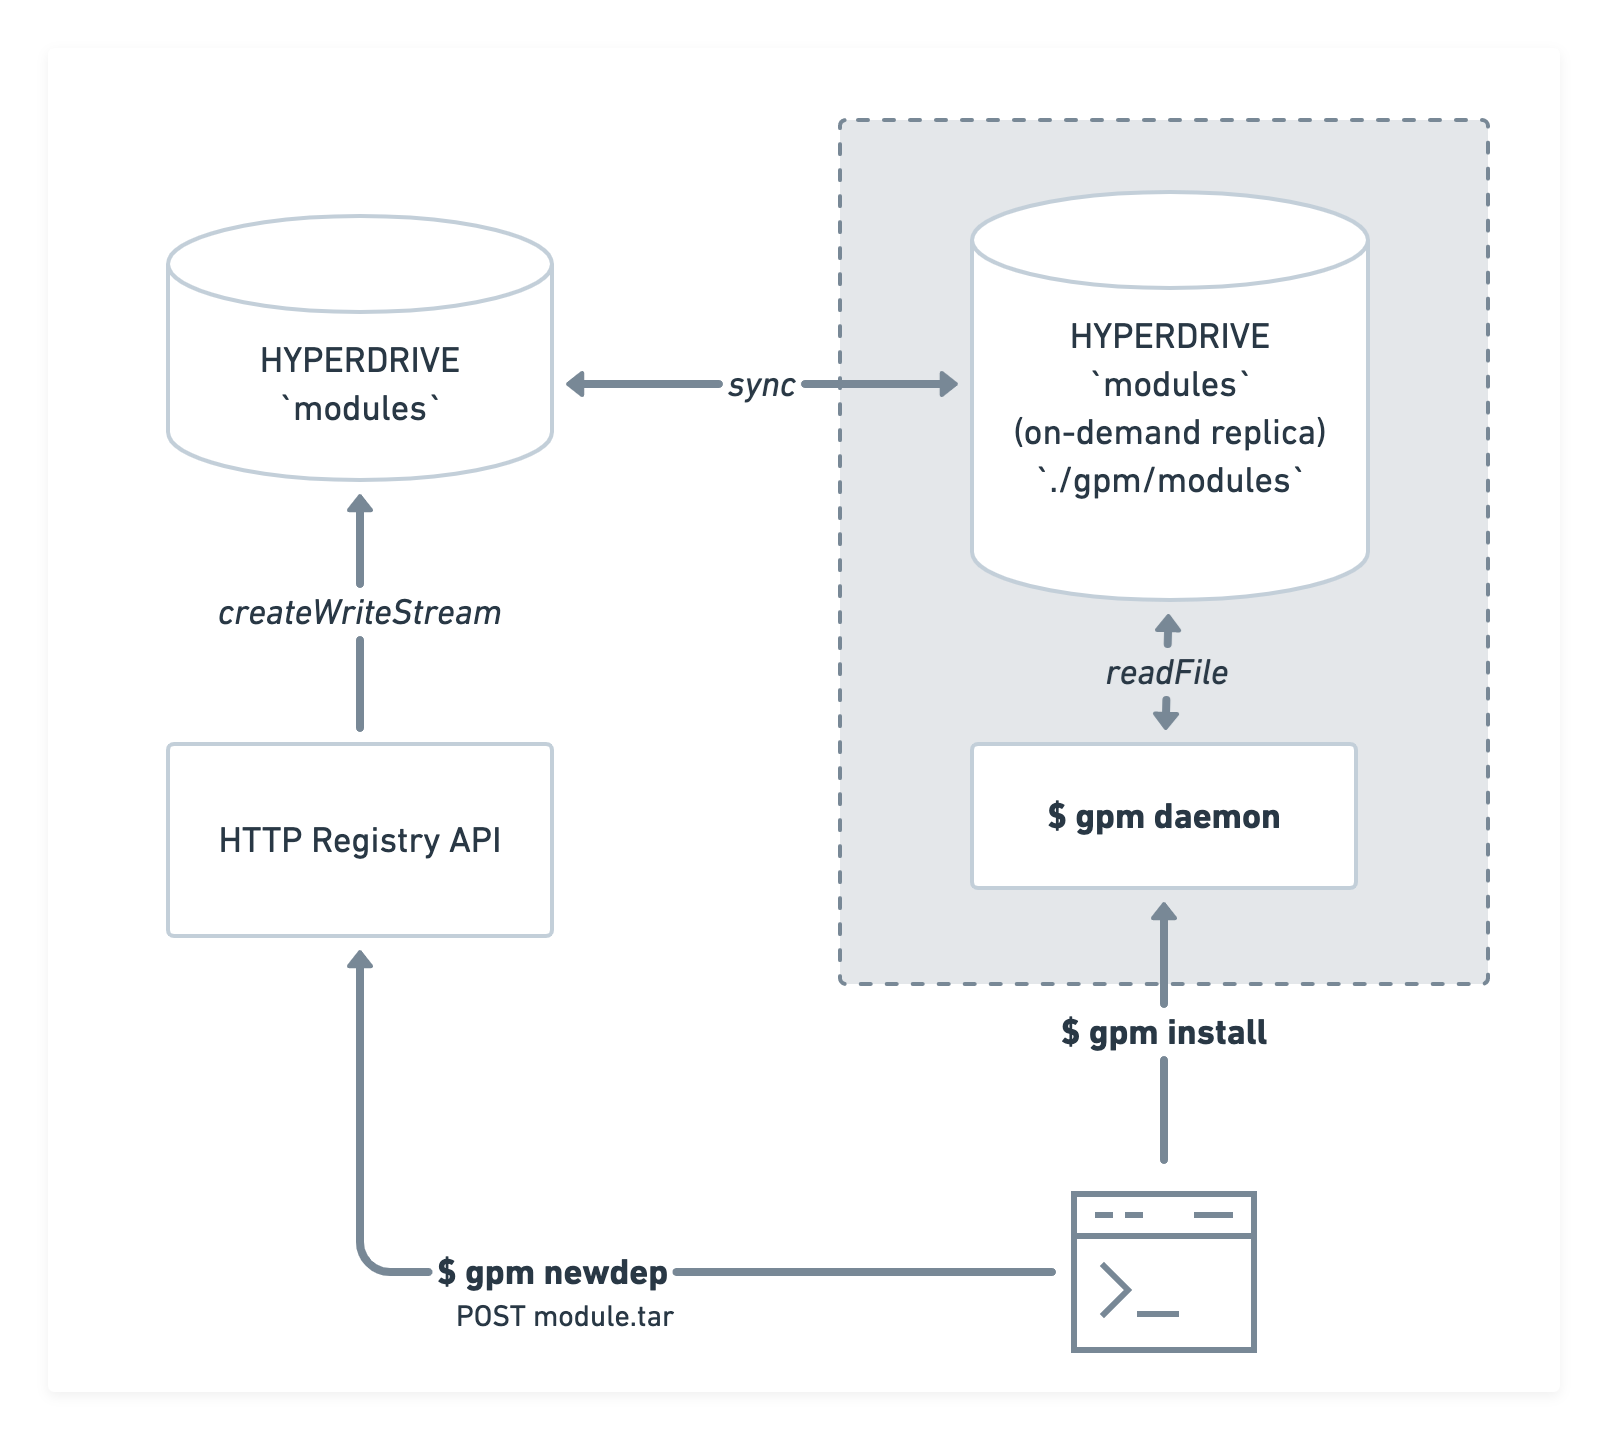 HYPERDRIVE
`modules`
sync
HYPERDRIVE
`modules`
(on-demand replica)
`./gpm/modules`
createWriteStream
readFile
HTTP Registry API
$ gpm daemon
$ gpm install
$ gpm newdep
POST module.tar
>_